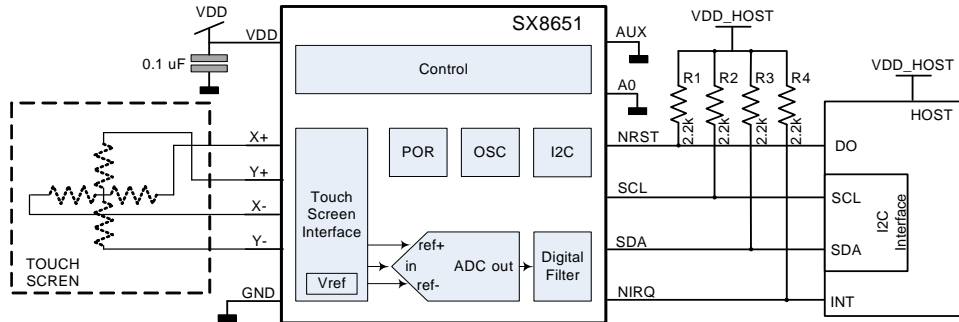 VDD
0.1 uF
TOUCH
SCREN
VDD
X+
Y+
X-
Y-
GND
SX8651
Control
POR
OSC
I2C
Touch
Screen
Interface
Vref
ref+
in
ref-
ADC out
Digital
Filter
AUX
A0
NRST
SCL
SDA
NIRQ
VDD_HOST
R1
R2
R3
R4
2.2k
2.2k
2.2k
2.2k
VDD_HOST
HOST
DO
SCL
SDA
I2C
Interface
INT